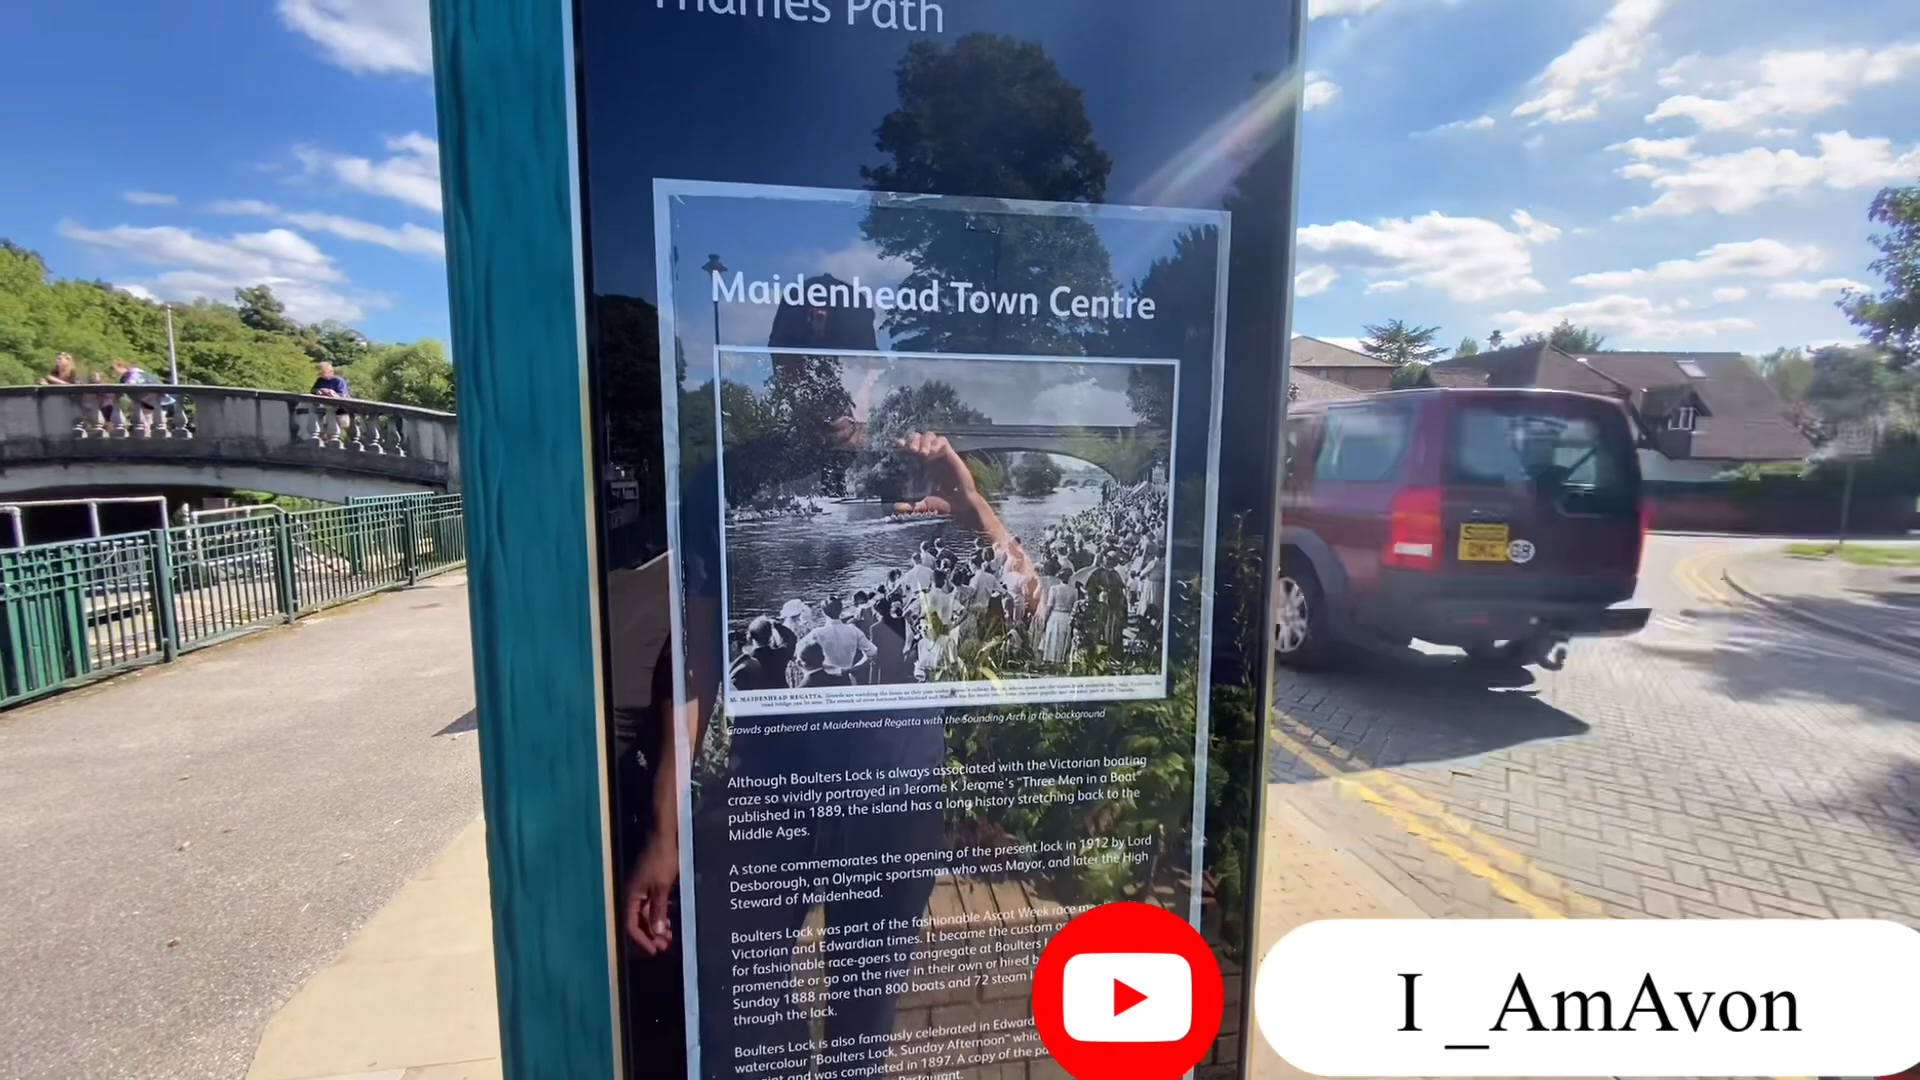 Thames Path
Maidenhead Town Centre
MAIDENHEAD REGATTA.
Crowds gathered at Maidenhead Regatta with the Sounding Arch in the background
Although Boulters Lock is always associated with the Victorian boating
craze so vividly portrayed in Jerome K Jerome's "Three Men in a Boat"
published in 1889, the island has a long history stretching back to the
Middle Ages.
A stone commemorates the opening of the present lock in 1912 by Lord
Desborough, an Olympic sportsman who was Mayor, and later the High
Steward of Maidenhead.
Boulters Lock was part of the fashionable Ascot Week race
Victorian and Edwardian times. It became the custom
for fashionable race-goers to congregate at Boulters
promenade or go on the river in their own or hired
Sunday 1888 more than 800 boats and 72 steam
through the lock.
Boulters Lock is also famously celebrated in
watercolour "Boulters Lock, Sunday Afternoon"
and was completed in 1897. A copy of the
Restaurant.
GB
I _AmAvon